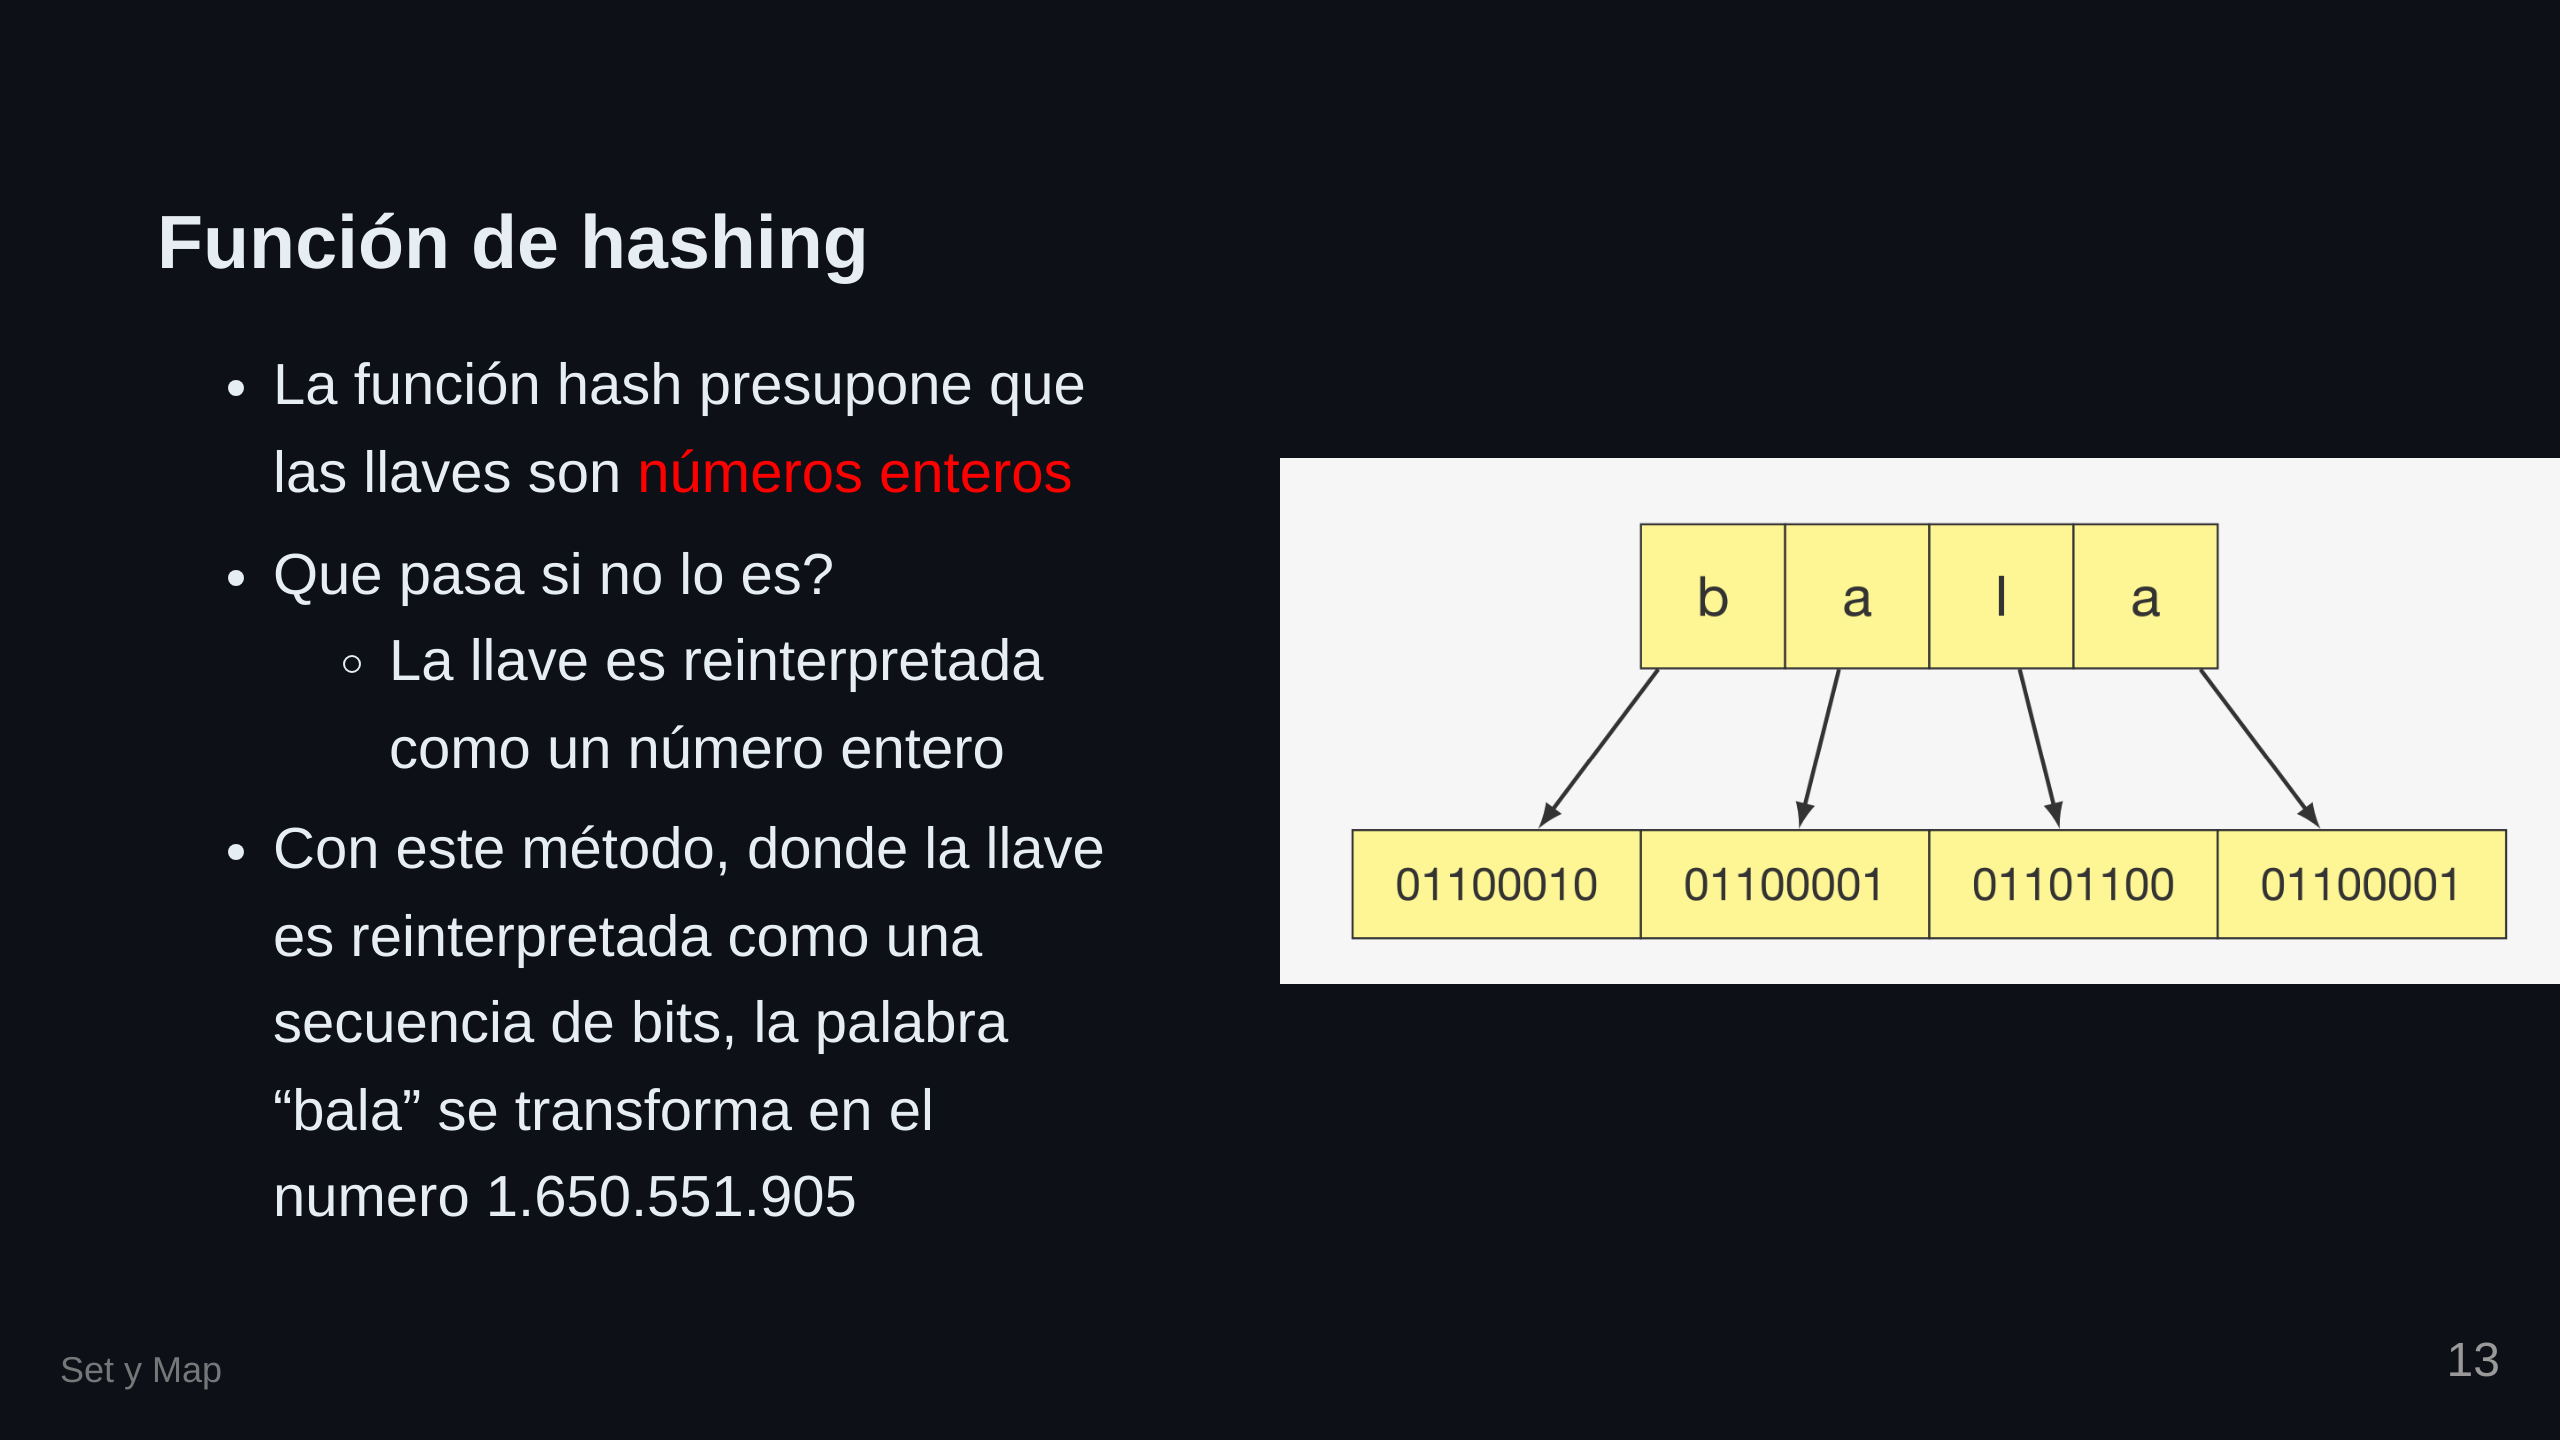 Función de hashing
La función hash presupone que
las llaves son números enteros
Que pasa si no lo es?
La llave es reinterpretada
como un número entero
Con este método, donde la llave
es reinterpretada como una
secuencia de bits, la palabra
“bala” se transforma en el
numero 1.650.551.905
b a l a
01100010 01100001 01101100 01100001
Set y Map
13